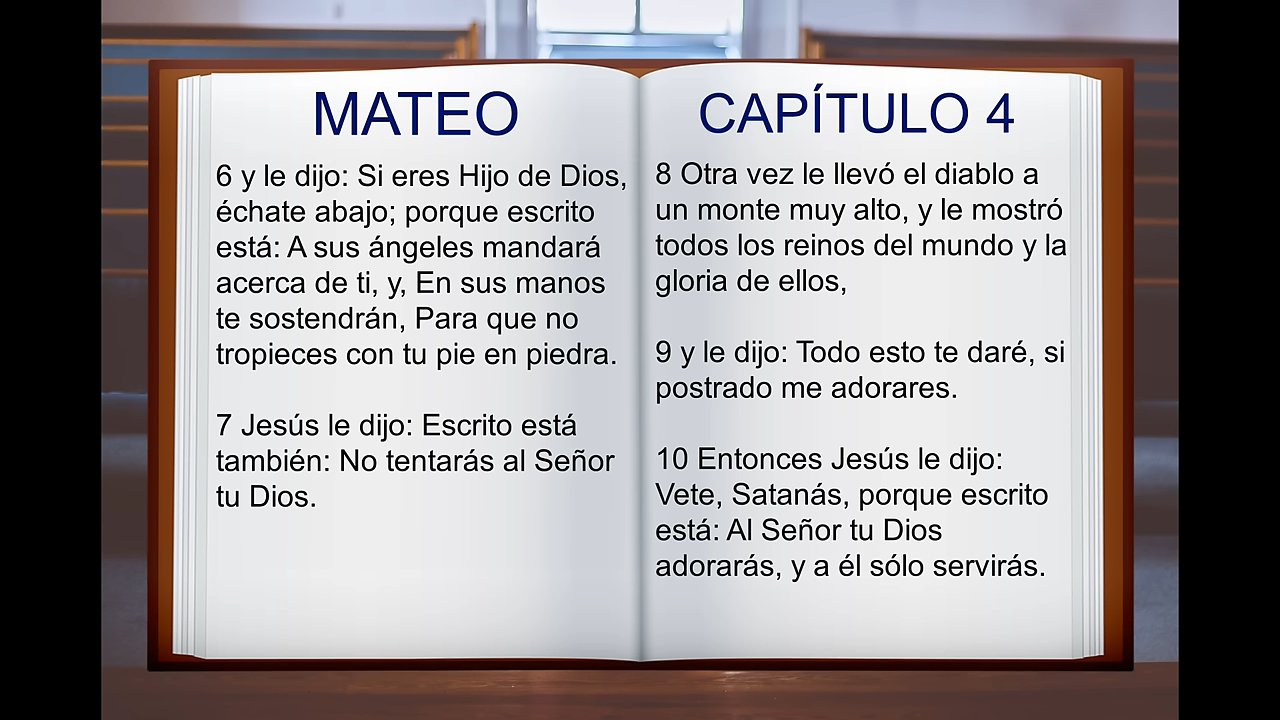 MATEO
6 y le dijo: Si eres Hijo de Dios,
échate abajo; porque escrito
está: A sus ángeles mandará
acerca de ti, y, En sus manos
te sostendrán, Para que no
tropieces con tu pie en piedra.
7 Jesús le dijo: Escrito está
también: No tentarás al Señor
tu Dios.
CAPÍTULO 4
8 Otra vez le llevó el diablo a
un monte muy alto, y le mostró
todos los reinos del mundo y la
gloria de ellos,
9 y le dijo: Todo esto te daré, si
postrado me adorares.
10 Entonces Jesús le dijo:
Vete, Satanás, porque escrito
está: Al Señor tu Dios
adorarás, y a él sólo servirás.